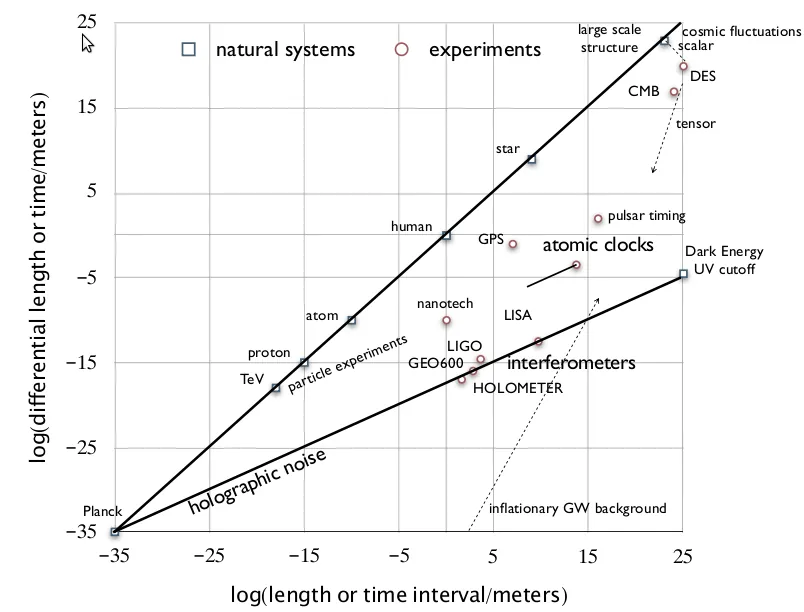 25
large scale
structure
cosmic fluctuations
scalar
natural systems
experiments
DES
CMB
15
tensor
star
5
human
pulsar timing
GPS
atomic clocks
Dark Energy
UV cutoff
−5
nanotech
atom
LISA
proton
particle experiments
LIGO
−15
GEO600
interferometers
TeV
HOLOMETER
−25
holographic noise
Planck
inflationary GW background
−35
−35
−25
−15
−5
5
15
25
log(differential length or time/meters)
log(length or time interval/meters)